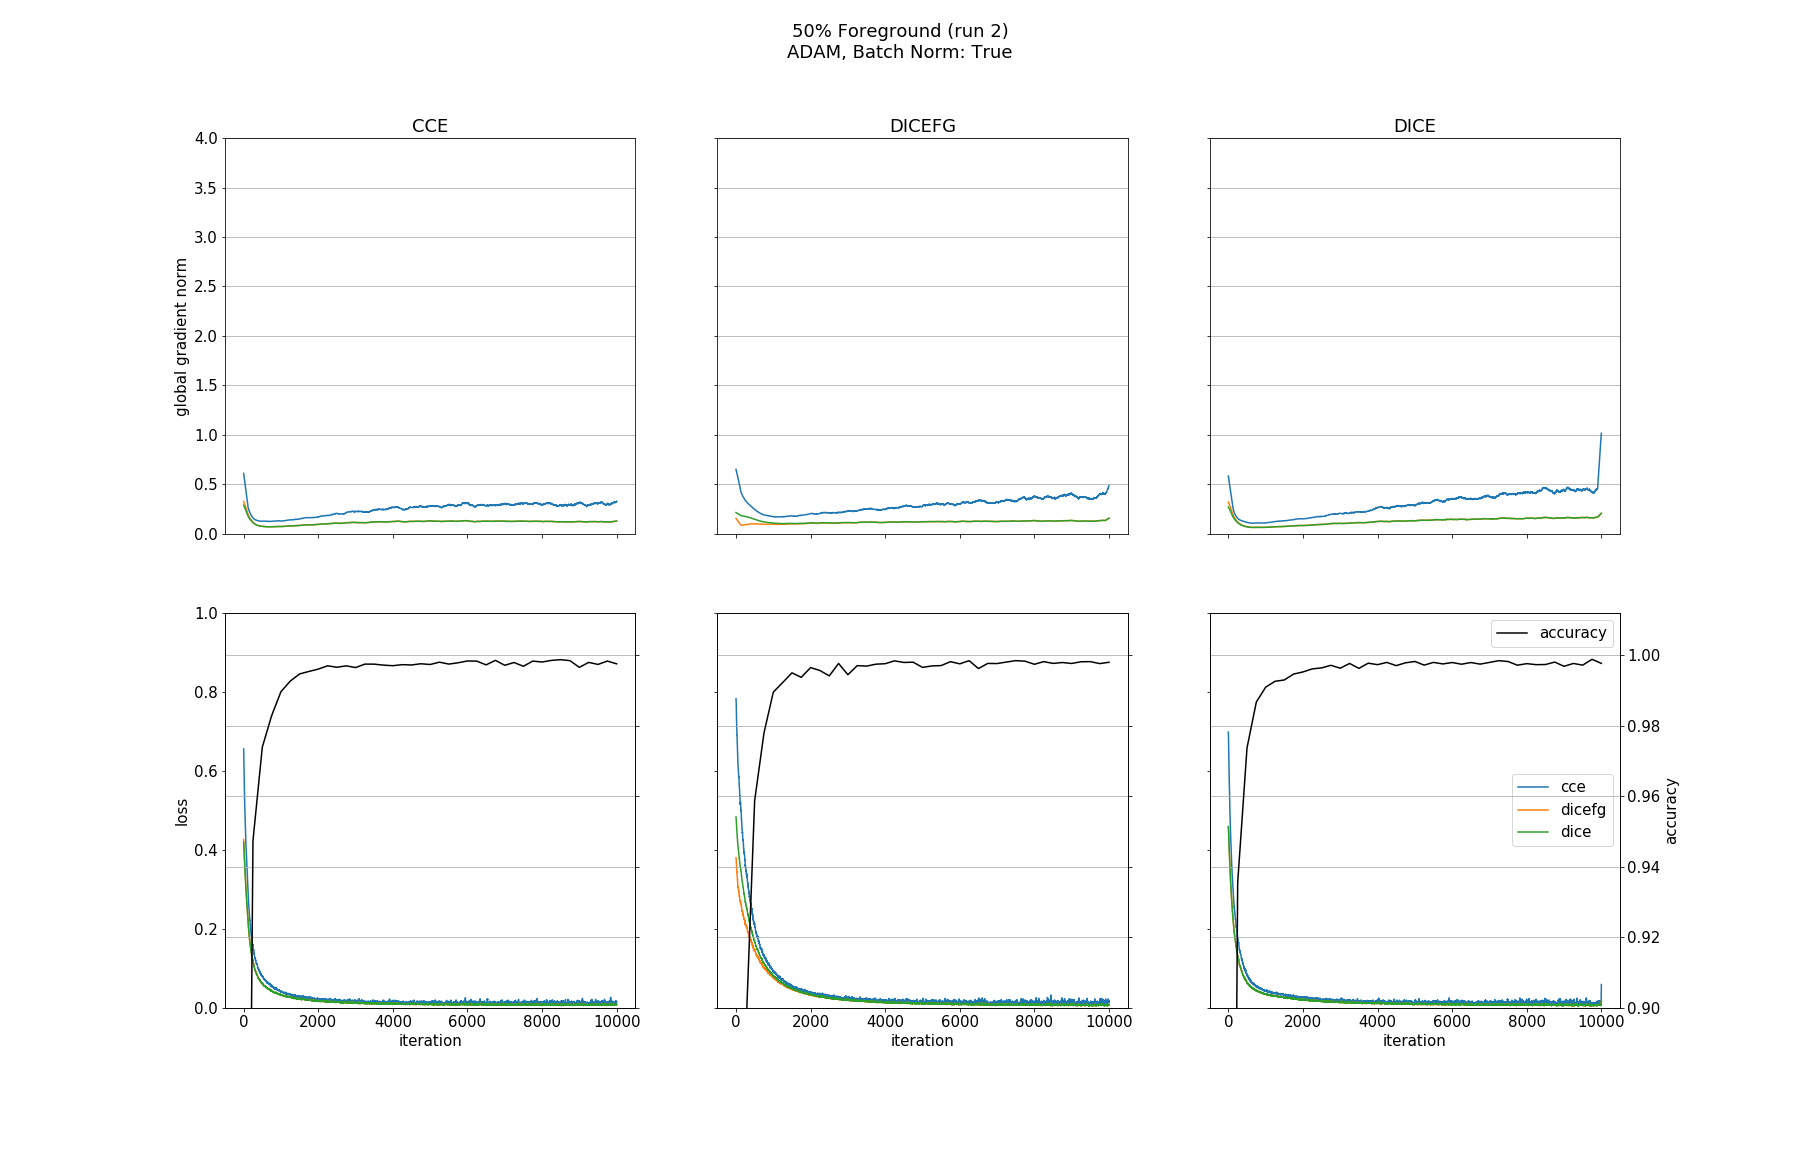 50% Foreground (run 2)
ADAM, Batch Norm: True
CCE
DICEFG
DICE
4.0
3.5
3.0
2.5
2.0
1.5
1.0
0.5
0.0
global gradient norm
1.0
0.8
0.6
0.4
0.2
0.0
loss
0 2000 4000 6000 8000 10000
iteration
0 2000 4000 6000 8000 10000
iteration
0 2000 4000 6000 8000 10000
iteration
accuracy
cce
dicefg
dice
1.00
0.98
0.96
0.94
0.92
0.90
accuracy